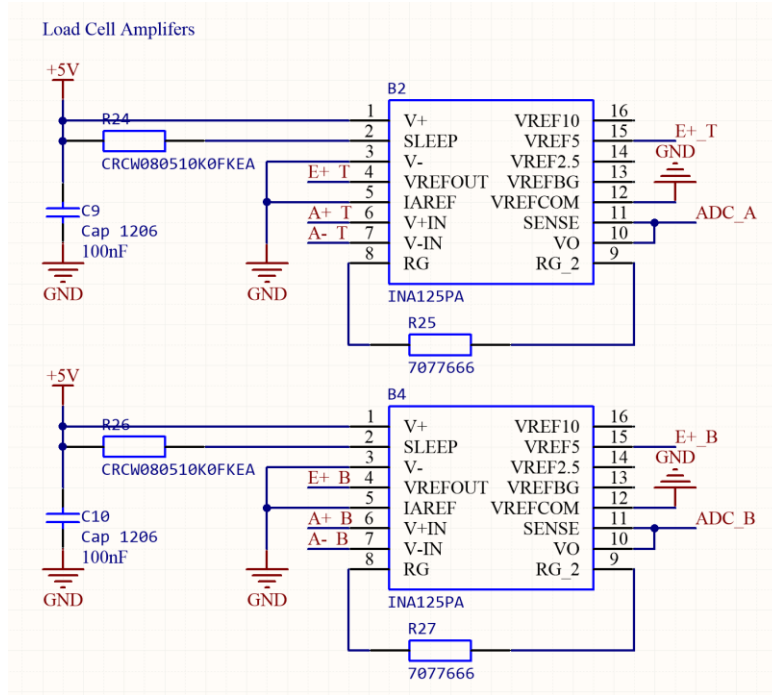 Load Cell Amplifers
+5V
B2
R24
1 V+ VREF10 16
2 SLEEP VREF5 15 E+_T
3 V- VREF2.5 14 GND
E+_T 4 VREFOUT VREFBG 13
5 IAREF VREFCOM 12
A+_T 6 V+IN SENSE 11 ADC_A
A-_T 7 V-IN VO 10
8 RG RG_2 9
CRCW080510K0FKEA
C9
Cap 1206
100nF
GND
GND
INA125PA
R25
7077666
+5V
B4
R26
1 V+ VREF10 16
2 SLEEP VREF5 15 E+_B
3 V- VREF2.5 14 GND
E+_B 4 VREFOUT VREFBG 13
5 IAREF VREFCOM 12
A+_B 6 V+IN SENSE 11 ADC_B
A-_B 7 V-IN VO 10
8 RG RG_2 9
CRCW080510K0FKEA
C10
Cap 1206
100nF
GND
GND
INA125PA
R27
7077666